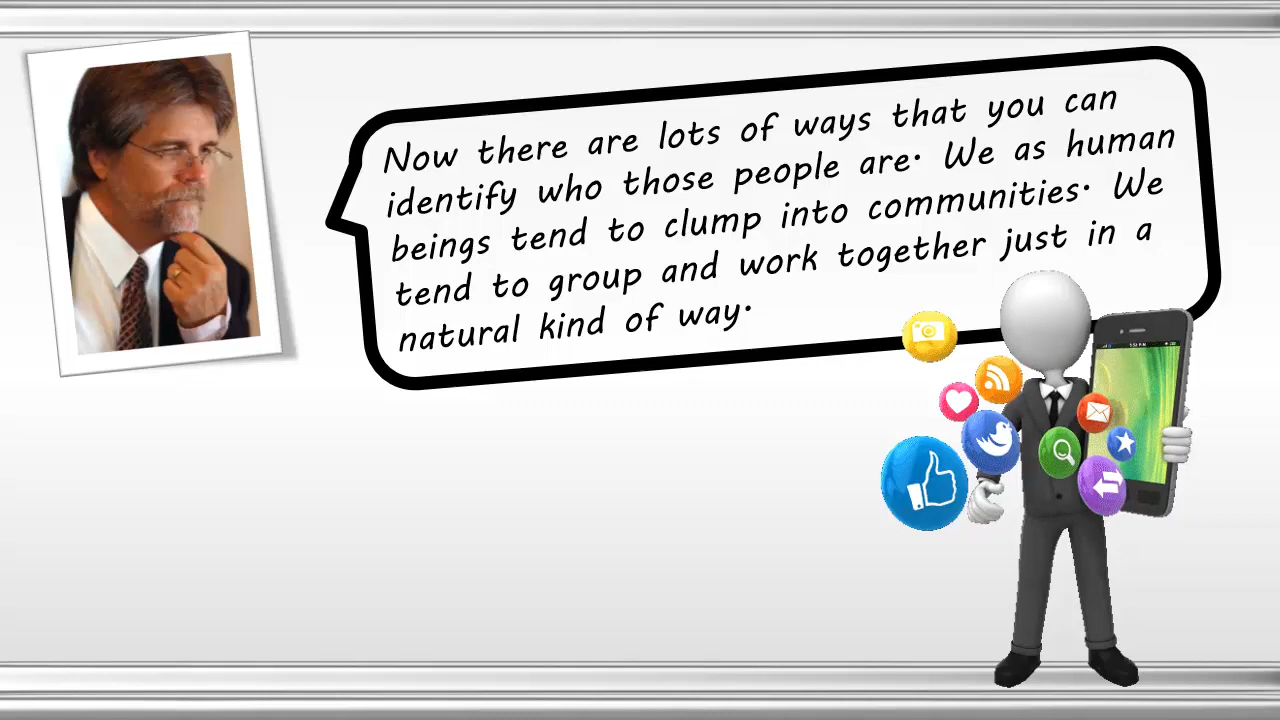 Now there are lots of ways that you can
identify who those people are. We as human
beings tend to clump into communities. We
tend to group and work together just in a
natural kind of way.